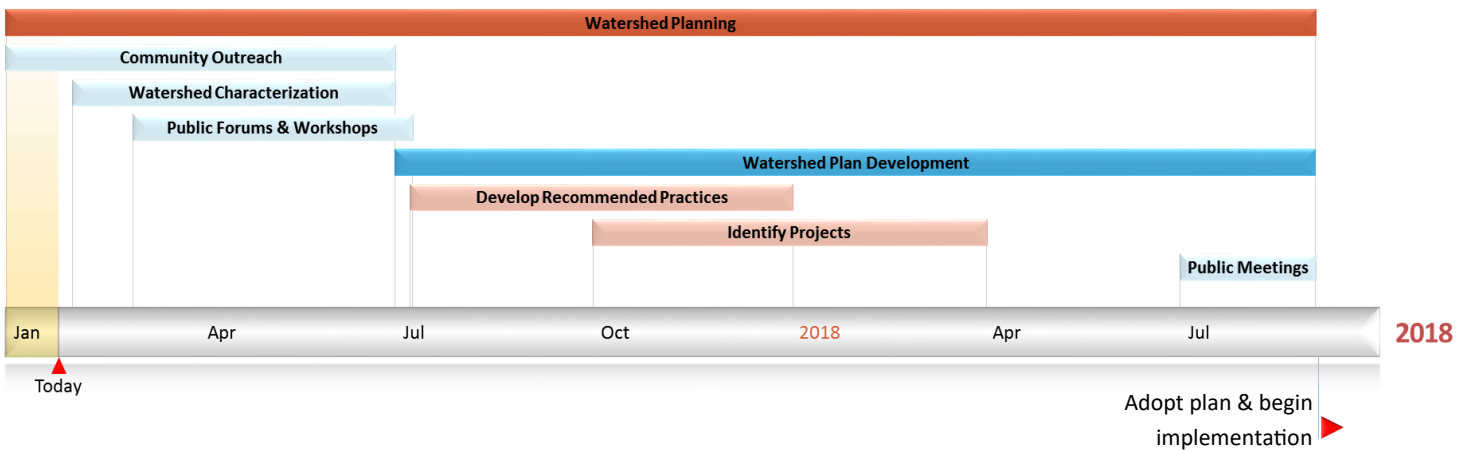 Watershed Planning
Community Outreach
Watershed Characterization
Public Forums & Workshops
Watershed Plan Development
Develop Recommended Practices
Identify Projects
Public Meetings
Jan Apr Jul Oct 2018 Apr Jul 2018
Today
Adopt plan & begin
implementation